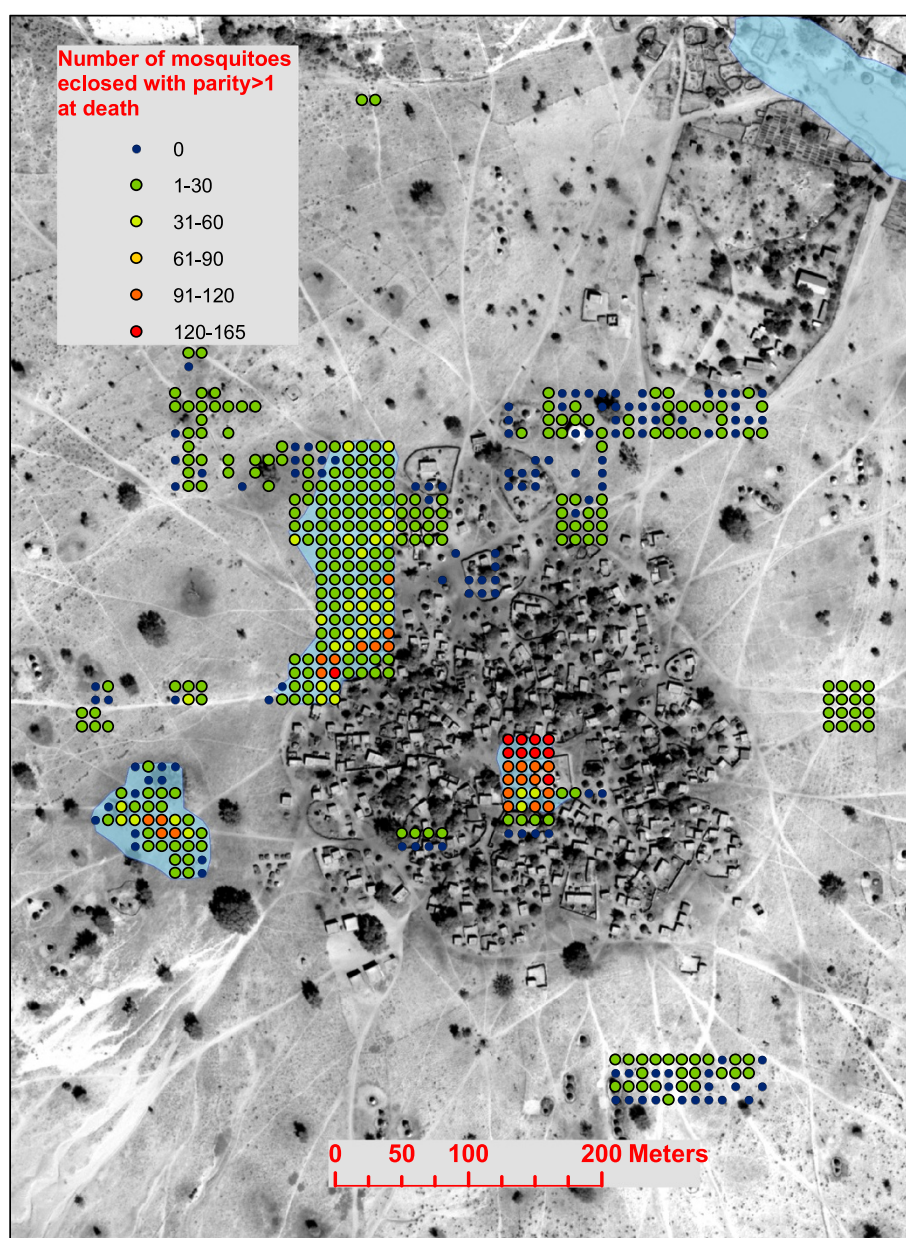 Number of mosquitoes
eclosed with parity>1
at death
0
1-30
31-60
61-90
91-120
120-165
0 50 100 200 Meters